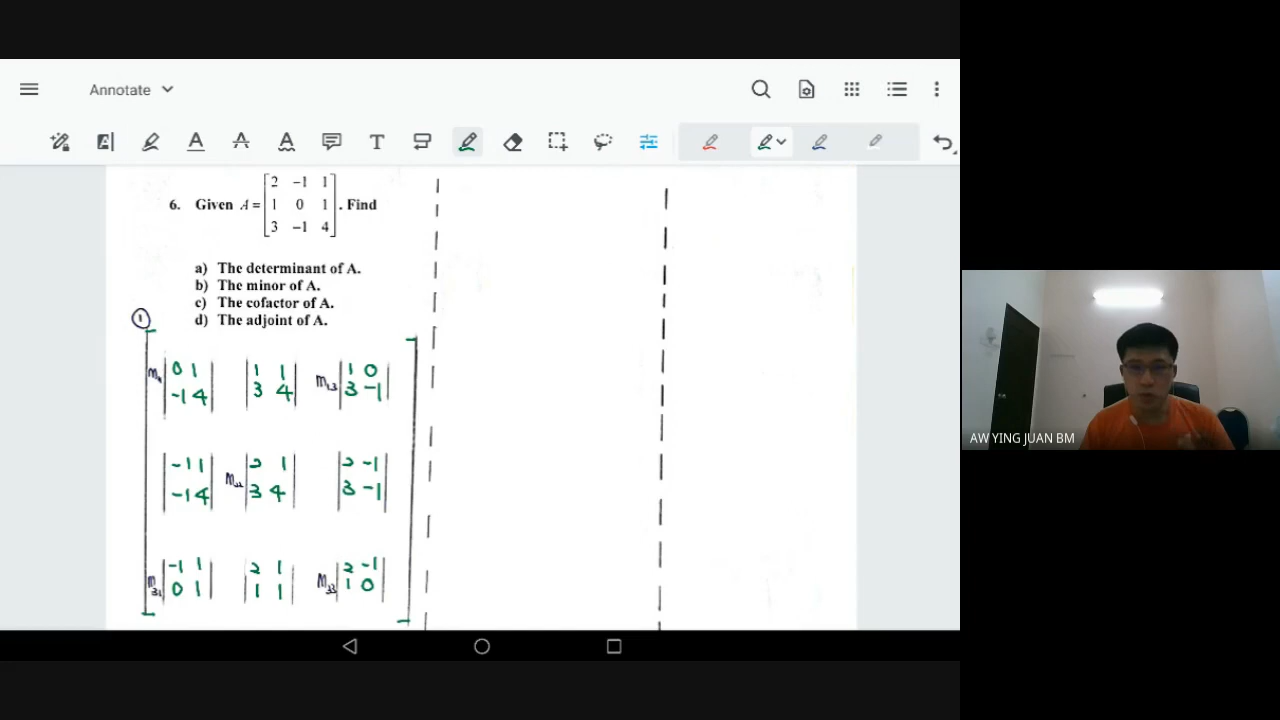 Annotate
6. Given A = [2 -1 1
1 0 1
3 -1 4]. Find
a) The determinant of A.
b) The minor of A.
c) The cofactor of A.
d) The adjoint of A.
①
M11 |0 1| |1 1| M13 |1 0|
|-1 4| |3 4| |3 -1|
|-1 1| M22 |2 1| |2 -1|
|-1 4| |3 4| |3 -1|
M31 |-1 1| |2 1| M33 |2 -1|
|0 1| |1 1| |1 0|
AW YING JUAN BM